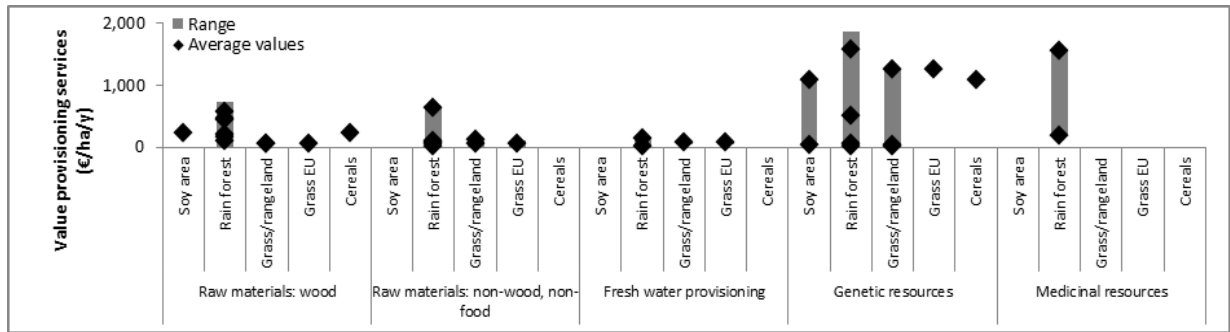 Value provisioning services
(€/ha/y)
2,000
1,000
0
Range
Average values
Soy area
Rain forest
Grass/rangeland
Grass EU
Cereals
Soy area
Rain forest
Grass/rangeland
Grass EU
Cereals
Soy area
Rain forest
Grass/rangeland
Grass EU
Cereals
Soy area
Rain forest
Grass/rangeland
Grass EU
Cereals
Soy area
Rain forest
Grass/rangeland
Grass EU
Cereals
Raw materials: wood
Raw materials: non-wood, non-
food
Fresh water provisioning
Genetic resources
Medicinal resources